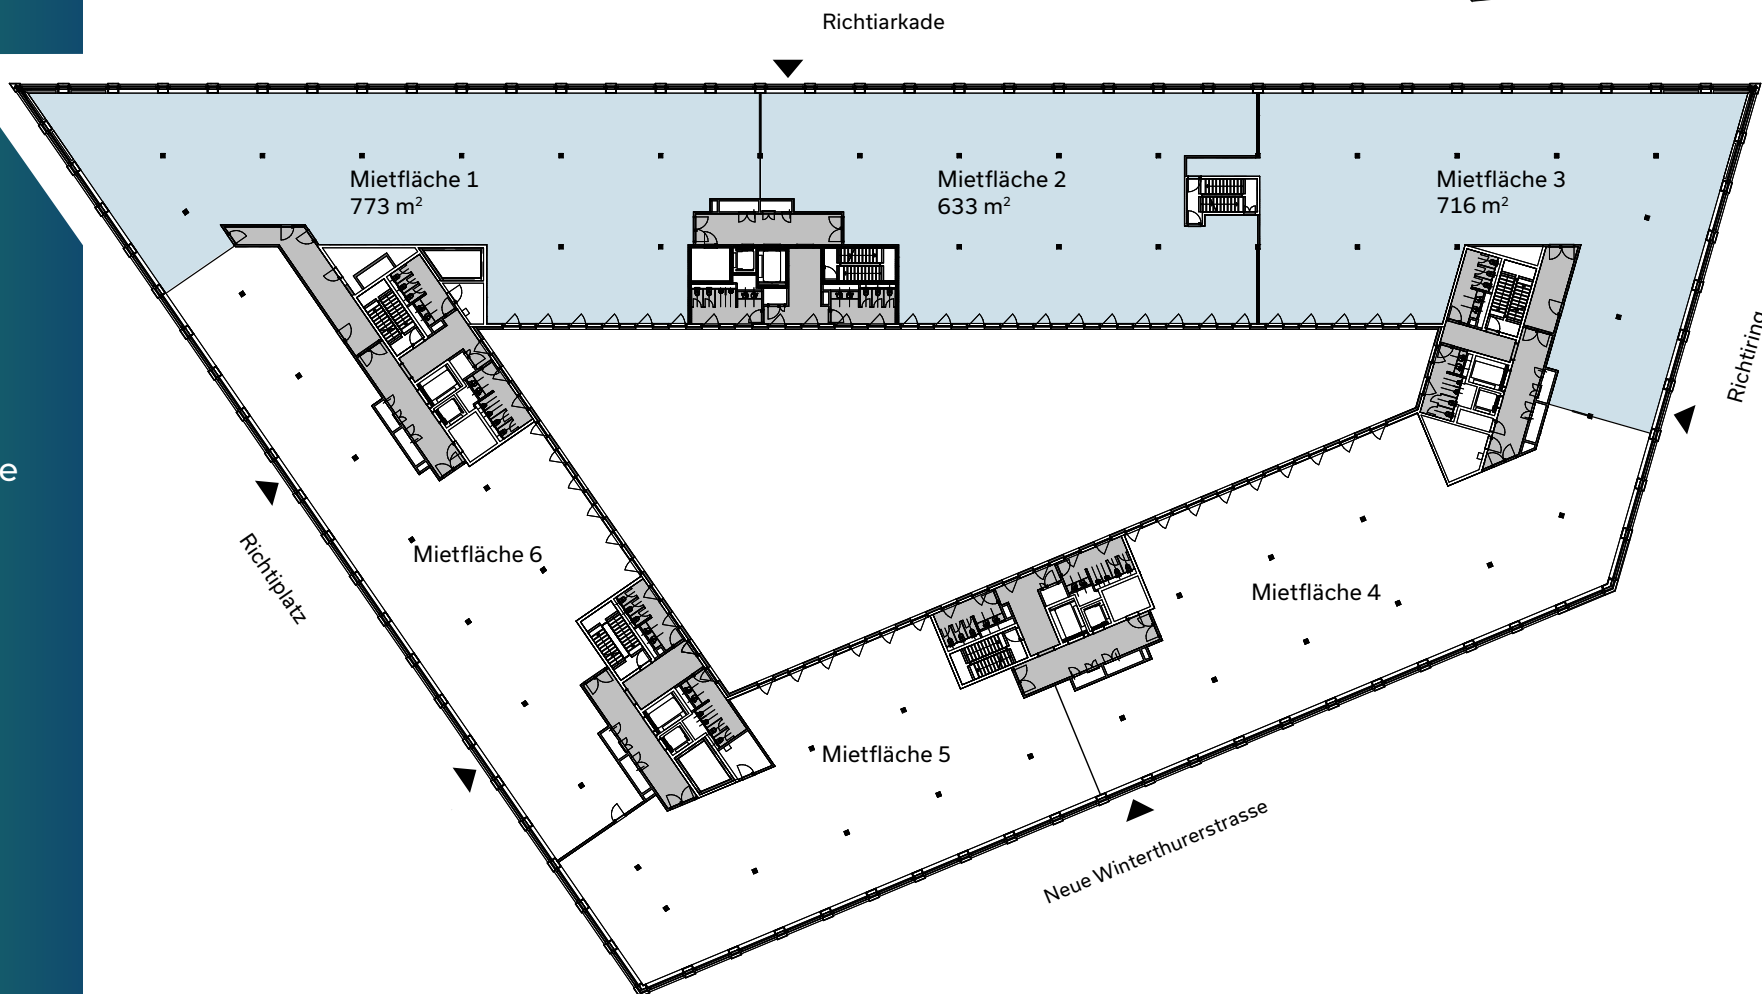 Richtiarkade
Mietfläche 1
773 m²
Mietfläche 2
633 m²
Mietfläche 3
716 m²
Richtiring
e
Mietfläche 6
Richtiplatz
Mietfläche 4
Mietfläche 5
Neue Winterthurerstrasse